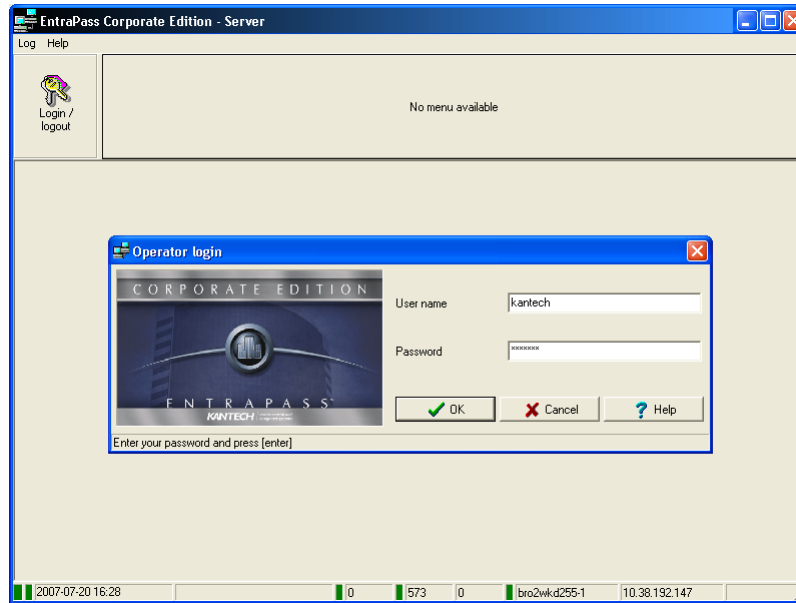 EntraPass Corporate Edition - Server
Log Help
Login /
logout
No menu available
Operator login
CORPORATE EDITION
ENTRAPASS
KANTECH
User name
kantech
Password
×××××××
OK
Cancel
Help
Enter your password and press [enter]
2007-07-20 16:28
0
573
0
bro2wkd255-1
10.38.192.147